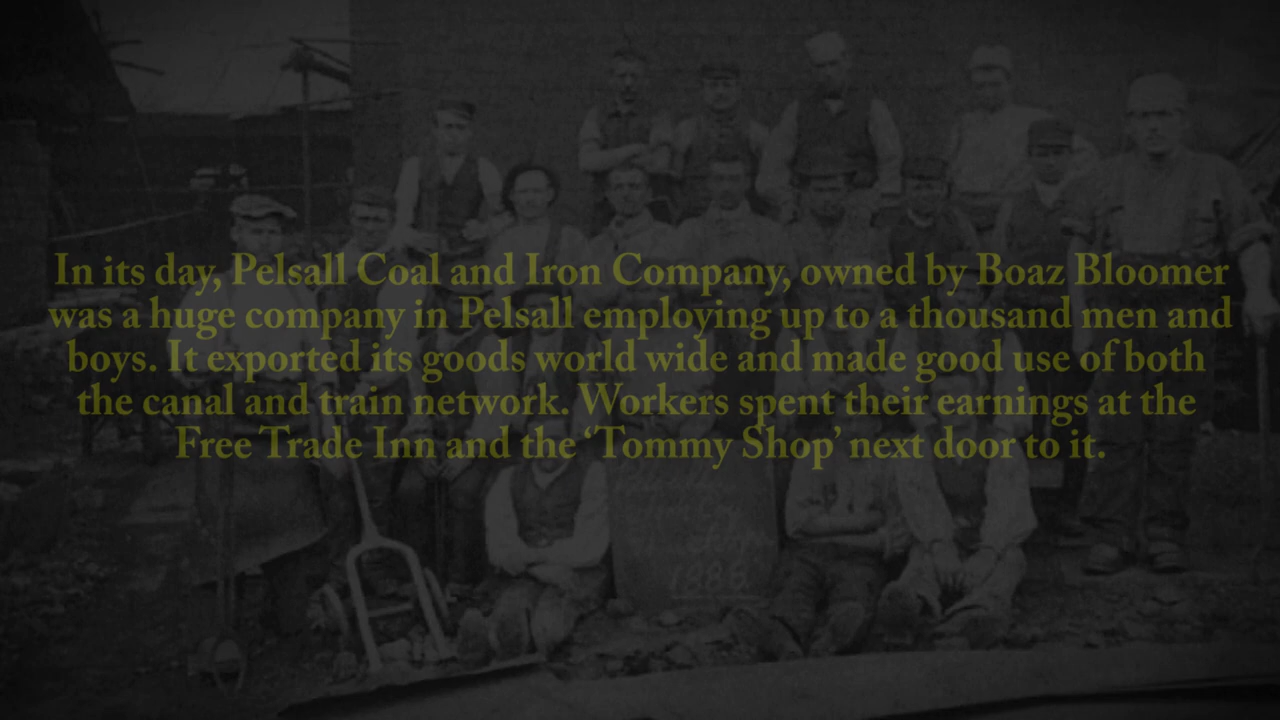 In its day, Pelsall Coal and Iron Company, owned by Boaz Bloomer
was a huge company in Pelsall employing up to a thousand men and
boys. It exported its goods world wide and made good use of both
the canal and train network. Workers spent their earnings at the
Free Trade Inn and the ‘Tommy Shop’ next door to it.
1886